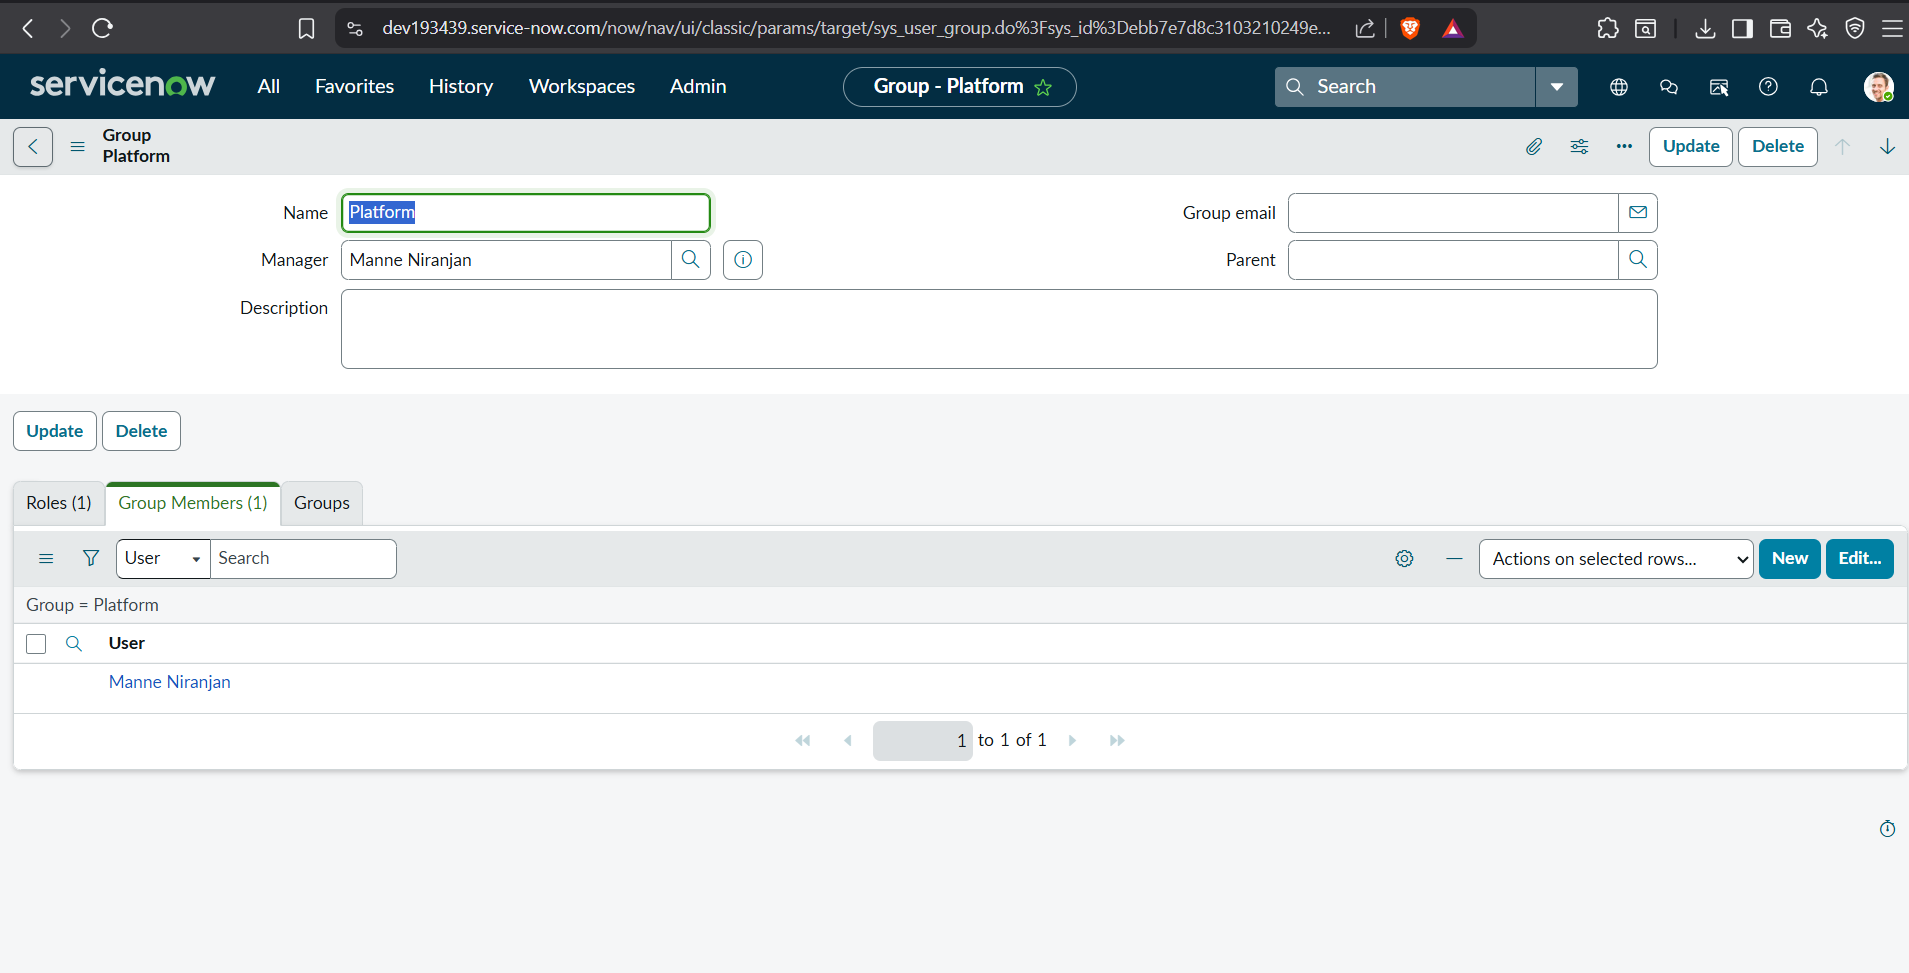 dev193439.service-now.com/now/nav/ui/classic/params/target/sys_user_group.do%3Fsys_id%3Debb7e7d8c3103210249e...
servicenow All Favorites History Workspaces Admin Group - Platform Search
Group
Platform
Update Delete
Name Platform Group email
Manager Manne Niranjan Parent
Description
Update Delete
Roles (1) Group Members (1) Groups
User Search Actions on selected rows... New Edit...
Group = Platform
User
Manne Niranjan
1 to 1 of 1